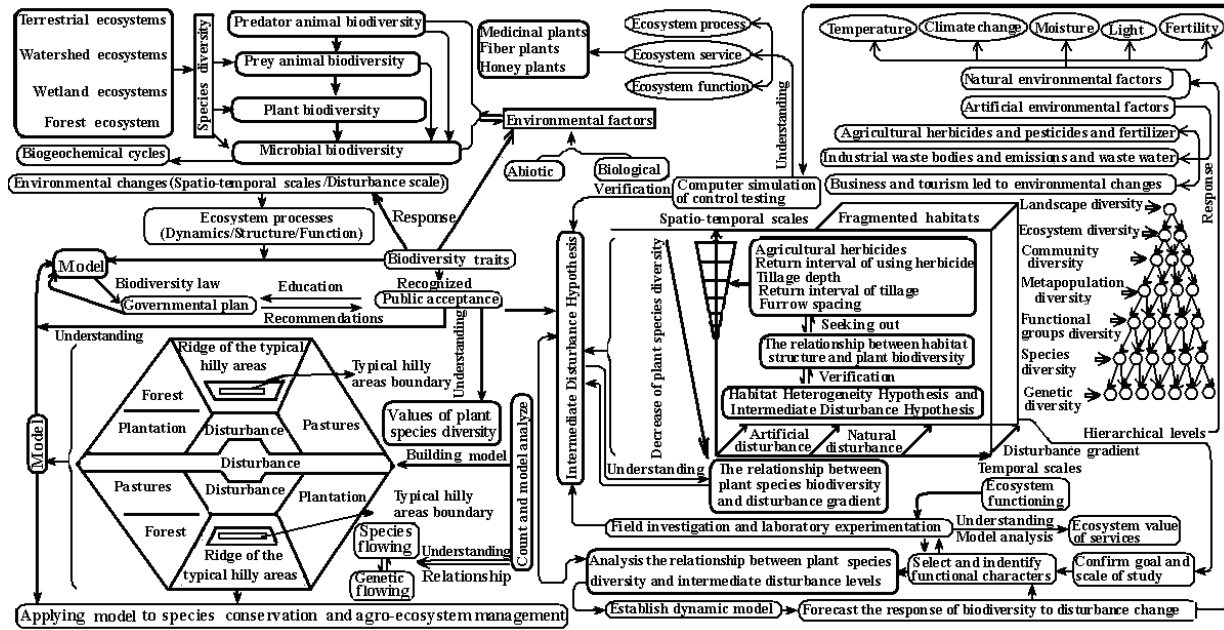 Terrestrial ecosystems
Watershed ecosystems
Wetland ecosystems
Forest ecosystem
Species diversity
Predator animal biodiversity
Prey animal biodiversity
Plant biodiversity
Microbial biodiversity
Biogeochemical cycles
Medicinal plants
Fiber plants
Honey plants
Ecosystem process
Ecosystem service
Ecosystem function
Environmental factors
Abiotic
Biological
Understanding
Temperature
Climate change
Moisture
Light
Fertility
Natural environmental factors
Artificial environmental factors
Agricultural herbicides and pesticides and fertilizer
Industrial waste bodies and emissions and waste water
Business and tourism led to environmental changes
Response
Environmental changes (Spatio-temporal scales /Disturbance scale)
Ecosystem processes
(Dynamics/Structure/Function)
Response
Biodiversity traits
Model
Biodiversity law
Governmental plan
Education
Recognized
Public acceptance
Recommendations
Understanding
Understanding
Verification
Computer simulation
of control testing
Intermediate Disturbance Hypothesis
Spatio-temporal scales
Fragmented habitats
Decrease of plant species diversity
Agricultural herbicides
Return interval of using herbicide
Tillage depth
Return interval of tillage
Furrow spacing
Seeking out
The relationship between habitat
structure and plant biodiversity
Verification
Habitat Heterogeneity Hypothesis and
Intermediate Disturbance Hypothesis
Artificial
disturbance
Natural
disturbance
Landscape
diversity
Ecosystem diversity
Community
diversity
Metapopulation
diversity
Functional
groups diversity
Species
diversity
Genetic
diversity
Hierarchical levels
Disturbance gradient
Temporal scales
Understanding
The relationship between
plant species biodiversity
and disturbance gradient
Ridge of the typical
hilly areas
Typical hilly
areas boundary
Forest
Plantation
Disturbance
Pastures
Disturbance
Pastures
Disturbance
Plantation
Forest
Typical hilly
areas boundary
Ridge of the
typical hilly areas
Model
Values of plant
species diversity
Building model
Count and model analyze
Species
flowing
Genetic flowing
Understanding
Relationship
Applying model to species conservation and agro-ecosystem management
Ecosystem
functioning
Field investigation and laboratory experimentation
Understanding
Model analysis
Ecosystem value
of services
Analysis the relationship between plant species
diversity and intermediate disturbance levels
Select and indentify
functional characters
Confirm goal and
scale of study
Establish dynamic model
Forecast the response of biodiversity to disturbance change